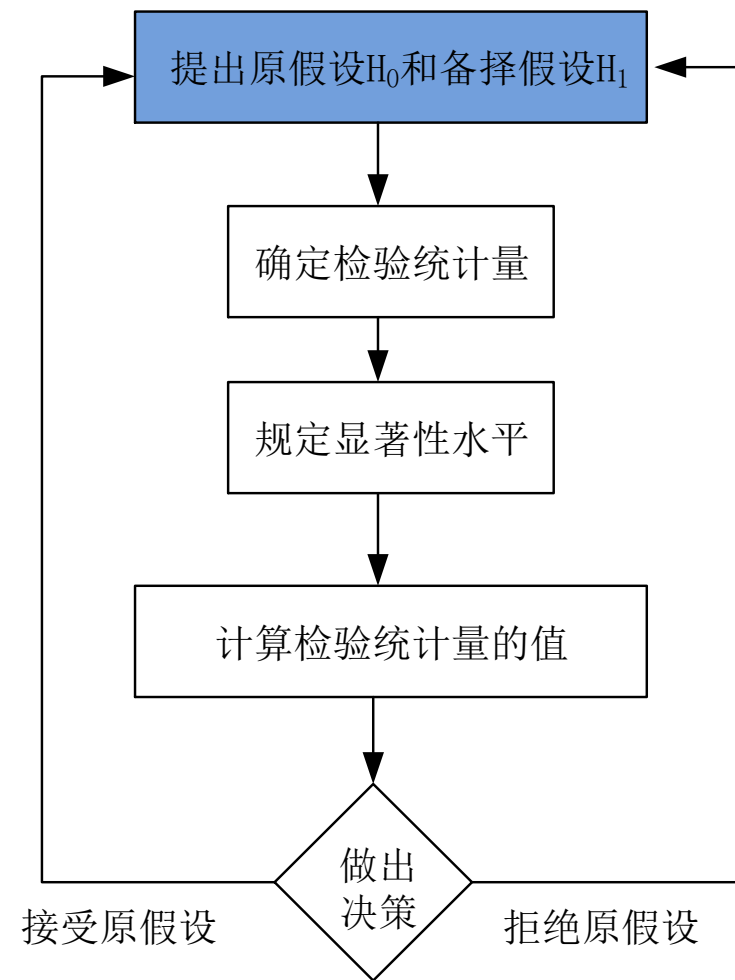 提出原假设H₀和备择假设H₁
确定检验统计量
规定显著性水平
计算检验统计量的值
做出
决策
接受原假设
拒绝原假设